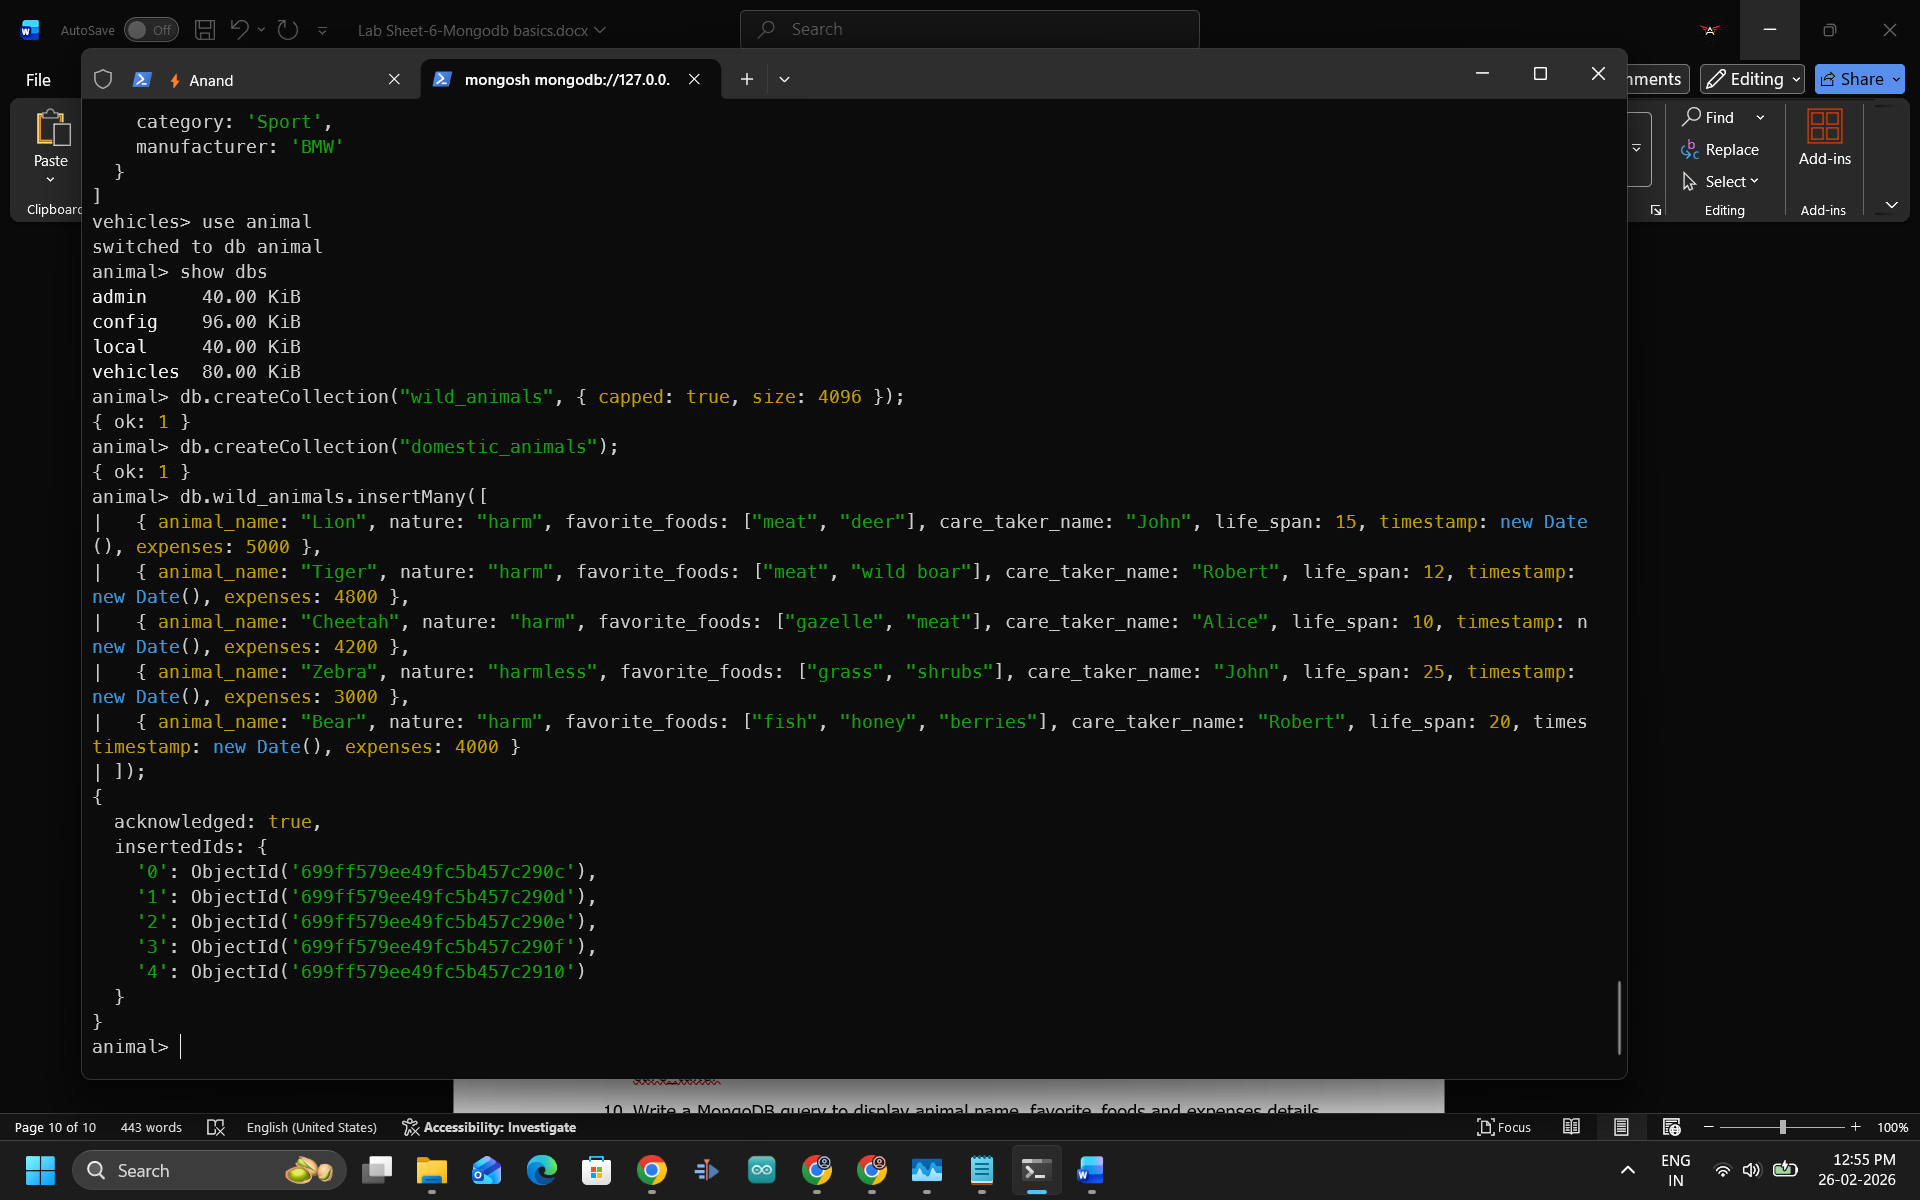 AutoSave Off Lab Sheet-6-Mongodb basics.docx Search
File Anand mongosh mongodb://127.0.0. Editing Share
Paste
Clipboard
Find
Replace
Select
Editing
Add-ins
Add-ins
category: 'Sport',
manufacturer: 'BMW'
}
]
vehicles> use animal
switched to db animal
animal> show dbs
admin 40.00 KiB
config 96.00 KiB
local 40.00 KiB
vehicles 80.00 KiB
animal> db.createCollection("wild_animals", { capped: true, size: 4096 });
{ ok: 1 }
animal> db.createCollection("domestic_animals");
{ ok: 1 }
animal> db.wild_animals.insertMany([
| { animal_name: "Lion", nature: "harm", favorite_foods: ["meat", "deer"], care_taker_name: "John", life_span: 15, timestamp: new Date
(), expenses: 5000 },
| { animal_name: "Tiger", nature: "harm", favorite_foods: ["meat", "wild boar"], care_taker_name: "Robert", life_span: 12, timestamp:
new Date(), expenses: 4800 },
| { animal_name: "Cheetah", nature: "harm", favorite_foods: ["gazelle", "meat"], care_taker_name: "Alice", life_span: 10, timestamp: n
new Date(), expenses: 4200 },
| { animal_name: "Zebra", nature: "harmless", favorite_foods: ["grass", "shrubs"], care_taker_name: "John", life_span: 25, timestamp:
new Date(), expenses: 3000 },
| { animal_name: "Bear", nature: "harm", favorite_foods: ["fish", "honey", "berries"], care_taker_name: "Robert", life_span: 20, times
timestamp: new Date(), expenses: 4000 }
| ]);
{
acknowledged: true,
insertedIds: {
'0': ObjectId('699ff579ee49fc5b457c290c'),
'1': ObjectId('699ff579ee49fc5b457c290d'),
'2': ObjectId('699ff579ee49fc5b457c290e'),
'3': ObjectId('699ff579ee49fc5b457c290f'),
'4': ObjectId('699ff579ee49fc5b457c2910')
}
}
animal>
10. Write a MongoDB query to display animal name, favorite_foods and expenses details
Page 10 of 10 443 words English (United States) Accessibility: Investigate Focus 100%
Search ENG IN 12:55 PM 26-02-2026